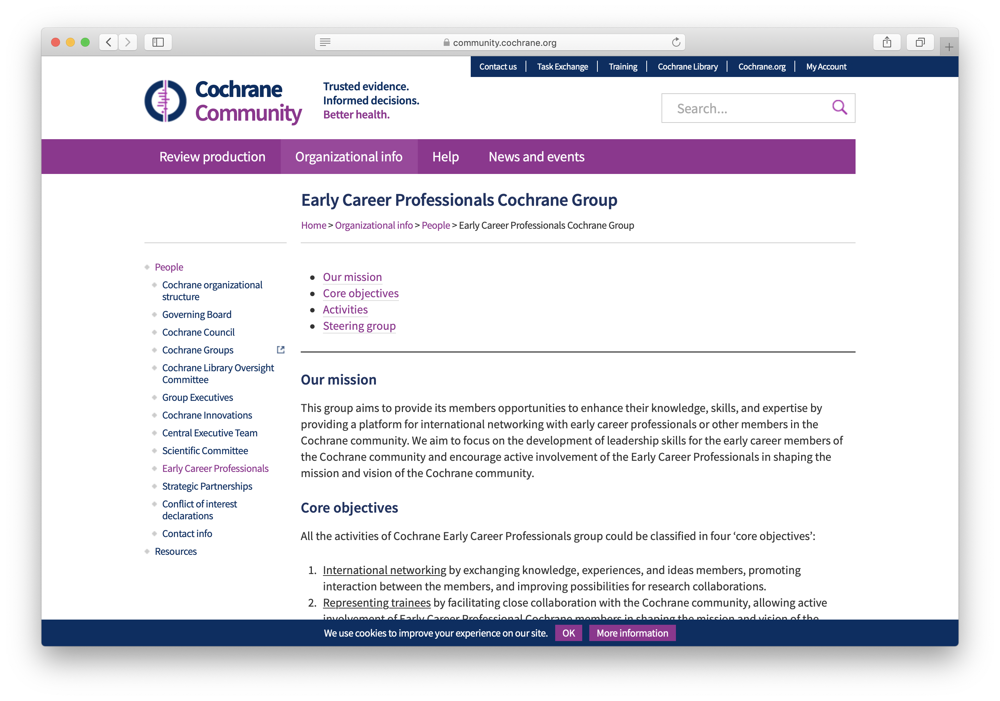 community.cochrane.org
Contact us
Task Exchange
Training
Cochrane Library
Cochrane.org
My Account
Cochrane
Community
Trusted evidence.
Informed decisions.
Better health.
Search...
Review production
Organizational info
Help
News and events
Early Career Professionals Cochrane Group
Home > Organizational info > People > Early Career Professionals Cochrane Group
People
Cochrane organizational
structure
Governing Board
Cochrane Council
Cochrane Groups
Cochrane Library Oversight
Committee
Group Executives
Cochrane Innovations
Central Executive Team
Scientific Committee
Early Career Professionals
Strategic Partnerships
Conflict of interest
declarations
Contact info
Resources
Our mission
Core objectives
Activities
Steering group
Our mission
This group aims to provide its members opportunities to enhance their knowledge, skills, and expertise by
providing a platform for international networking with early career professionals or other members in the
Cochrane community. We aim to focus on the development of leadership skills for the early career members of
the Cochrane community and encourage active involvement of the Early Career Professionals in shaping the
mission and vision of the Cochrane community.
Core objectives
All the activities of Cochrane Early Career Professionals group could be classified in four ‘core objectives’:
1. International networking by exchanging knowledge, experiences, and ideas members, promoting
interaction between the members, and improving possibilities for research collaborations.
2. Representing trainees by facilitating close collaboration with the Cochrane community, allowing active
involvement of Early Career Professional Cochrane members in shaping the mission and vision of the
We use cookies to improve your experience on our site.
OK
More information